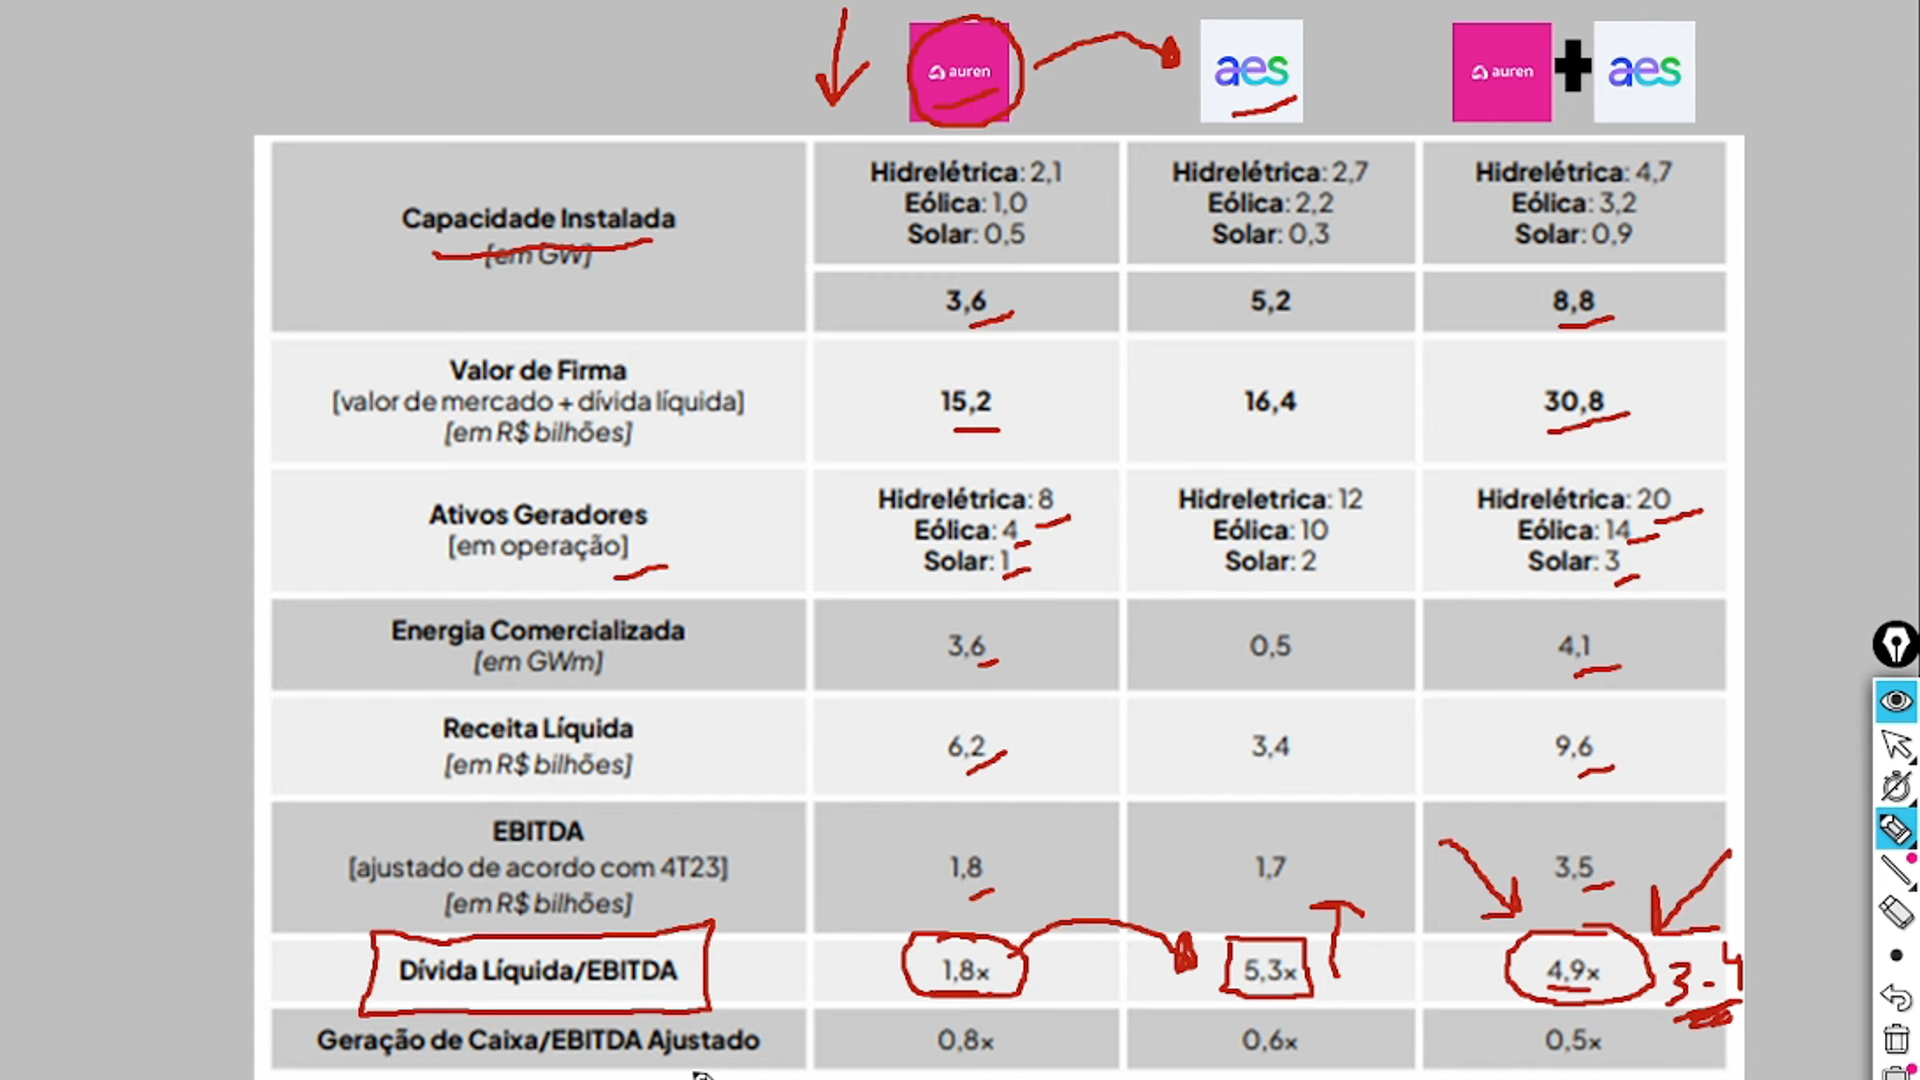 auren
aes
auren
aes
Capacidade Instalada
[em GW]
Hidrelétrica: 2,1
Eólica: 1,0
Solar: 0,5
Hidrelétrica: 2,7
Eólica: 2,2
Solar: 0,3
Hidrelétrica: 4,7
Eólica: 3,2
Solar: 0,9
3,6
5,2
8,8
Valor de Firma
[valor de mercado + dívida líquida]
[em R$ bilhões]
15,2
16,4
30,8
Ativos Geradores
[em operação]
Hidrelétrica: 8
Eólica: 4
Solar: 1
Hidreletrica: 12
Eólica: 10
Solar: 2
Hidrelétrica: 20
Eólica: 14
Solar: 3
Energia Comercializada
[em GWm]
3,6
0,5
4,1
Receita Líquida
[em R$ bilhões]
6,2
3,4
9,6
EBITDA
[ajustado de acordo com 4T23]
[em R$ bilhões]
1,8
1,7
3,5
Dívida Líquida/EBITDA
1,8x
5,3x
4,9x
3-4
Geração de Caixa/EBITDA Ajustado
0,8x
0,6x
0,5x